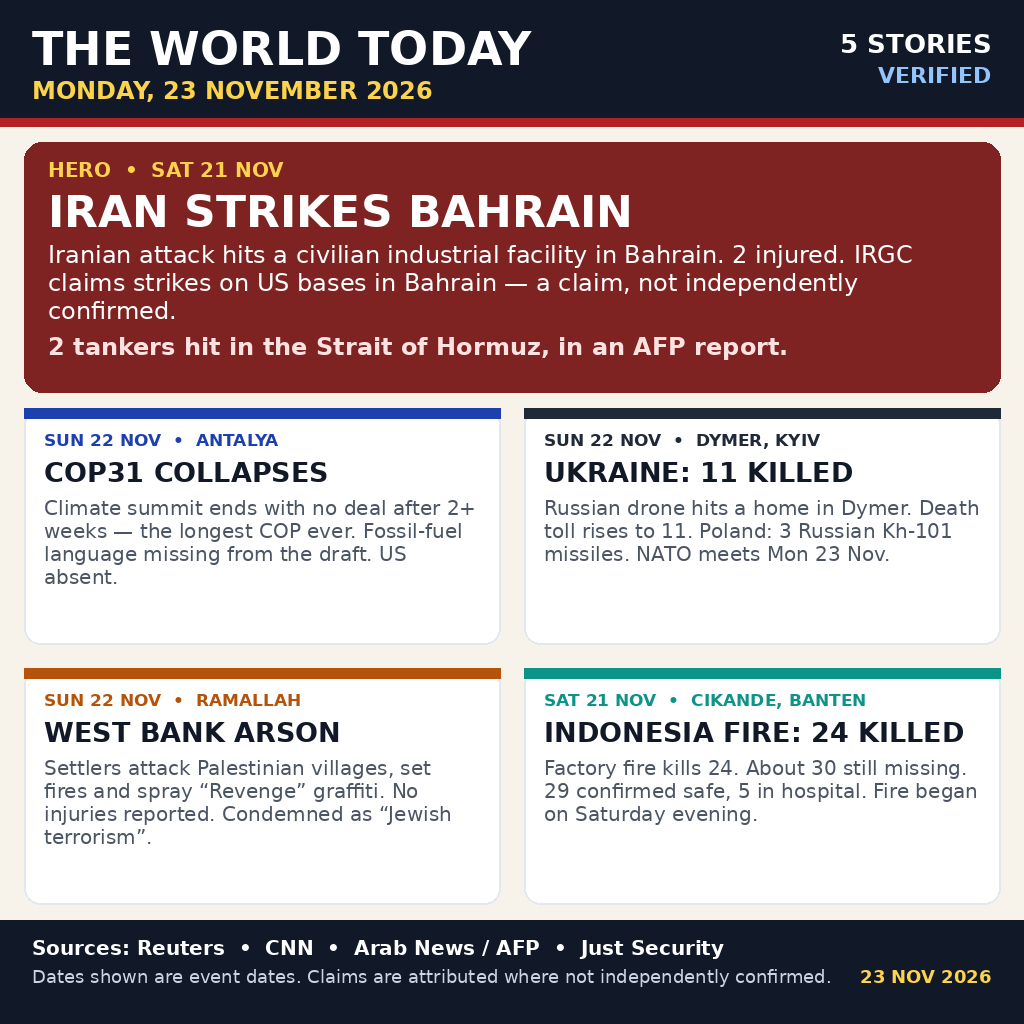 THE WORLD TODAY
MONDAY, 23 NOVEMBER 2026
5 STORIES
VERIFIED
HERO • SAT 21 NOV
IRAN STRIKES BAHRAIN
Iranian attack hits a civilian industrial facility in Bahrain. 2 injured. IRGC
claims strikes on US bases in Bahrain — a claim, not independently
confirmed.
2 tankers hit in the Strait of Hormuz, in an AFP report.
SUN 22 NOV • ANTALYA
COP31 COLLAPSES
Climate summit ends with no deal after 2+
weeks — the longest COP ever. Fossil-fuel
language missing from the draft. US
absent.
SUN 22 NOV • DYMER, KYIV
UKRAINE: 11 KILLED
Russian drone hits a home in Dymer. Death
toll rises to 11. Poland: 3 Russian Kh-101
missiles. NATO meets Mon 23 Nov.
SUN 22 NOV • RAMALLAH
WEST BANK ARSON
Settlers attack Palestinian villages, set
fires and spray “Revenge” graffiti. No
injuries reported. Condemned as “Jewish
terrorism”.
SAT 21 NOV • CIKANDE, BANTEN
INDONESIA FIRE: 24 KILLED
Factory fire kills 24. About 30 still missing.
29 confirmed safe, 5 in hospital. Fire began
on Saturday evening.
Sources: Reuters • CNN • Arab News / AFP • Just Security
Dates shown are event dates. Claims are attributed where not independently confirmed.
23 NOV 2026